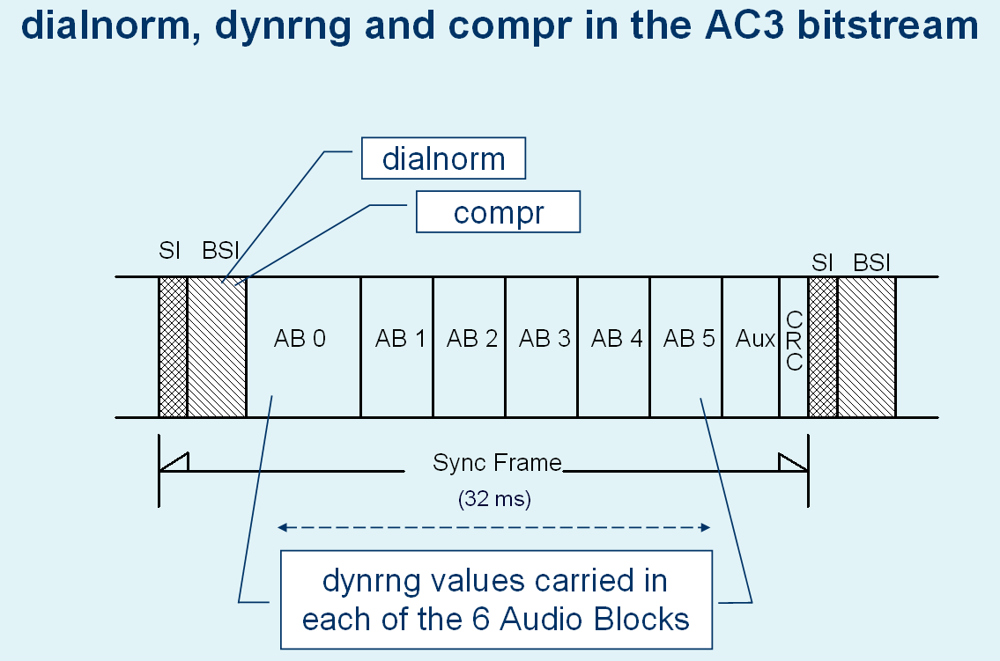 dialnorm, dynrng and compr in the AC3 bitstream
dialnorm
compr
SI BSI
SI BSI
AB 0 AB 1 AB 2 AB 3 AB 4 AB 5 Aux CRC
Sync Frame
(32 ms)
dynrng values carried in
each of the 6 Audio Blocks